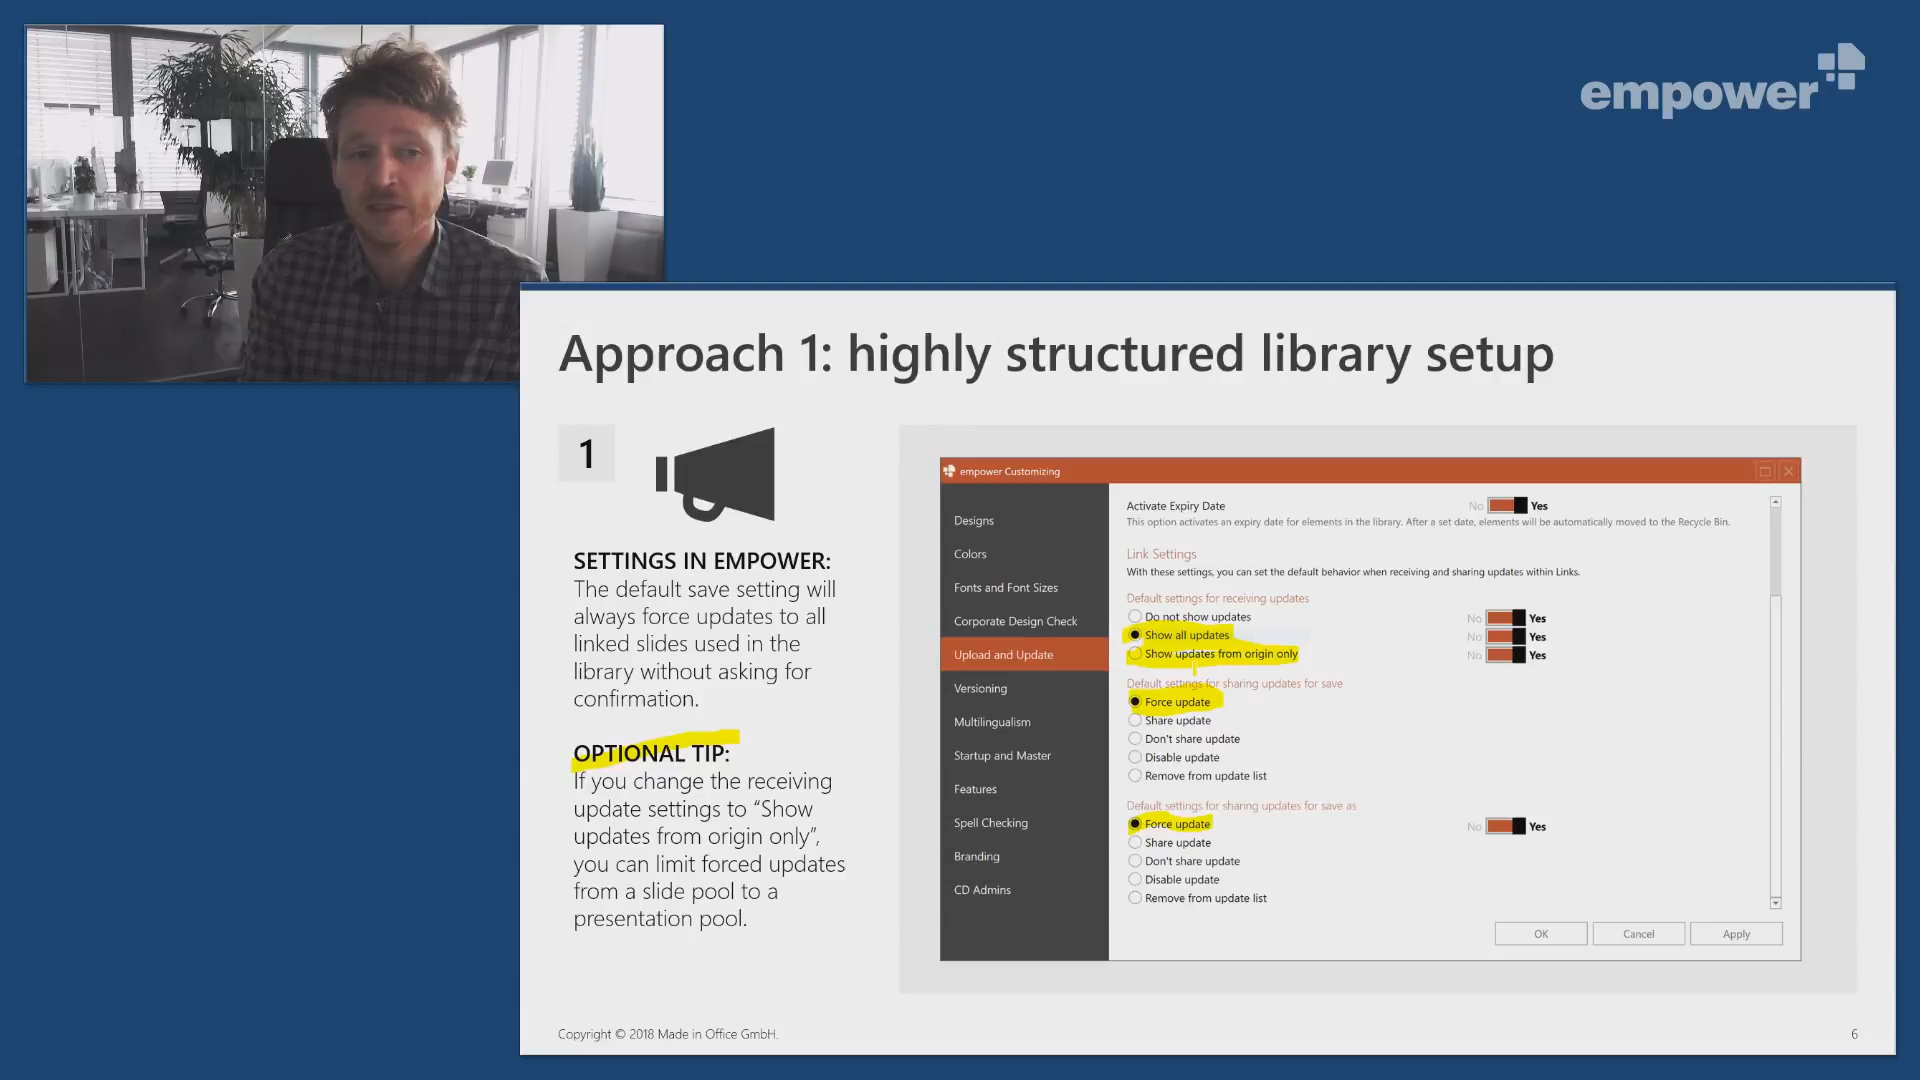 empower
Approach 1: highly structured library setup
1
SETTINGS IN EMPOWER:
The default save setting will
always force updates to all
linked slides used in the
library without asking for
confirmation.
OPTIONAL TIP:
If you change the receiving
update settings to “Show
updates from origin only”,
you can limit forced updates
from a slide pool to a
presentation pool.
empower Customizing
Designs
Colors
Fonts and Font Sizes
Corporate Design Check
Upload and Update
Versioning
Multilingualism
Startup and Master
Features
Spell Checking
Branding
CD Admins
Activate Expiry Date No Yes
This option activates an expiry date for elements in the library. After a set date, elements will be automatically moved to the Recycle Bin.
Link Settings
With these settings, you can set the default behavior when receiving and sharing updates within Links.
Default settings for receiving updates
Do not show updates No Yes
Show all updates No Yes
Show updates from origin only No Yes
Default settings for sharing updates for save
Force update
Share update
Don't share update
Disable update
Remove from update list
Default settings for sharing updates for save as
Force update No Yes
Share update
Don't share update
Disable update
Remove from update list
OK Cancel Apply
Copyright © 2018 Made in Office GmbH. 6